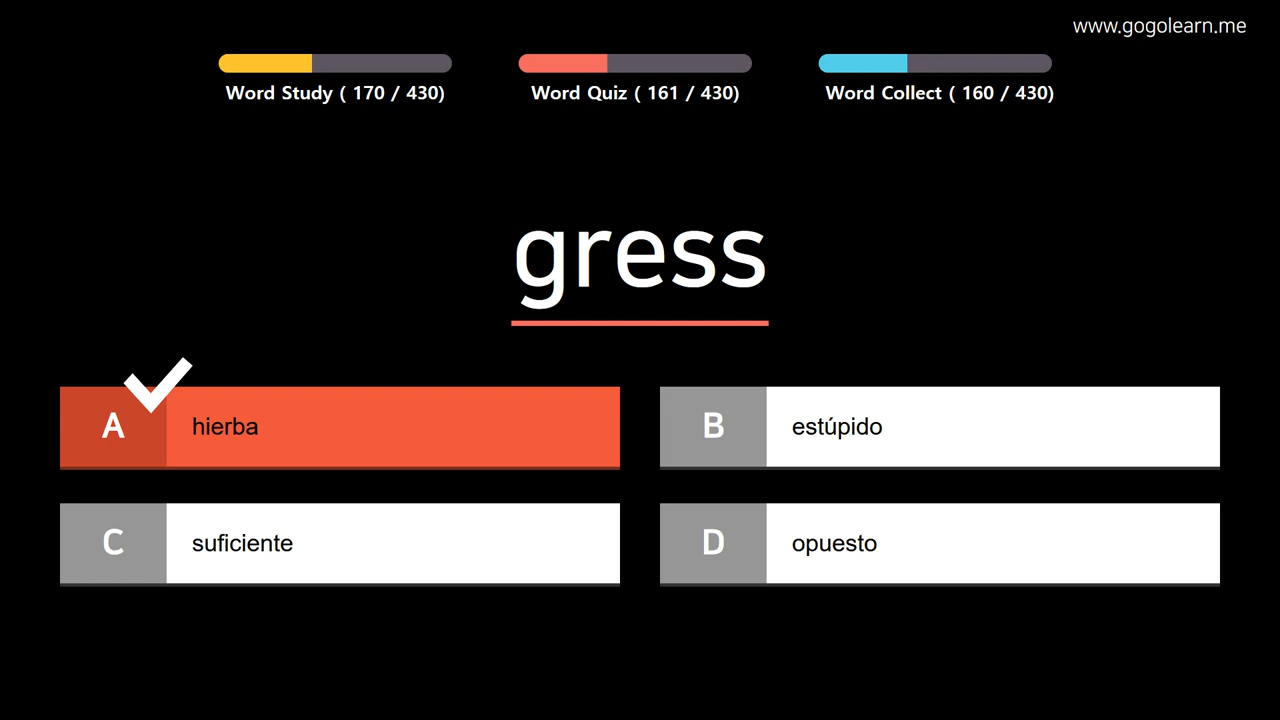 www.gogolearn.me
Word Study ( 170 / 430)
Word Quiz ( 161 / 430)
Word Collect ( 160 / 430)
gress
A hierba
B estúpido
C suficiente
D opuesto